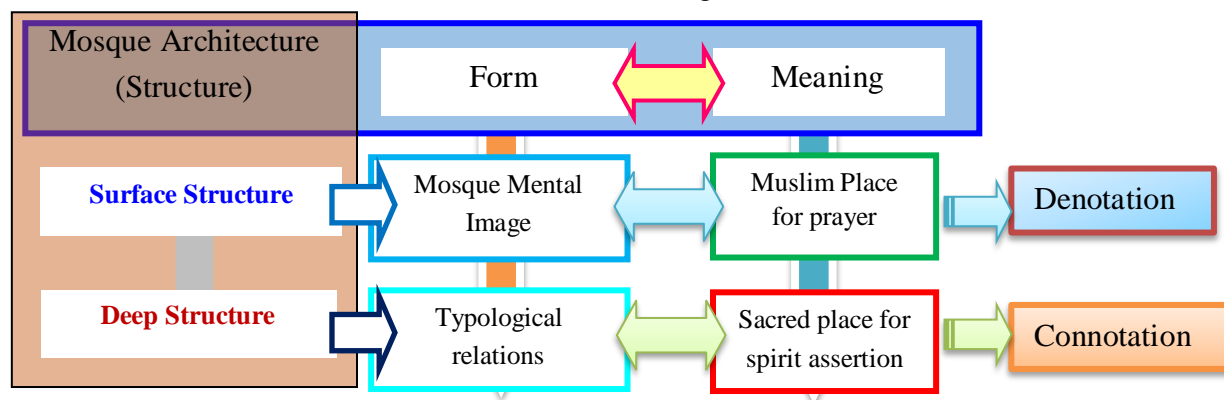 Mosque Architecture
(Structure)
Form
Meaning
Surface Structure
Mosque Mental
Image
Muslim Place
for prayer
Denotation
Deep Structure
Typological
relations
Sacred place for
spirit assertion
Connotation